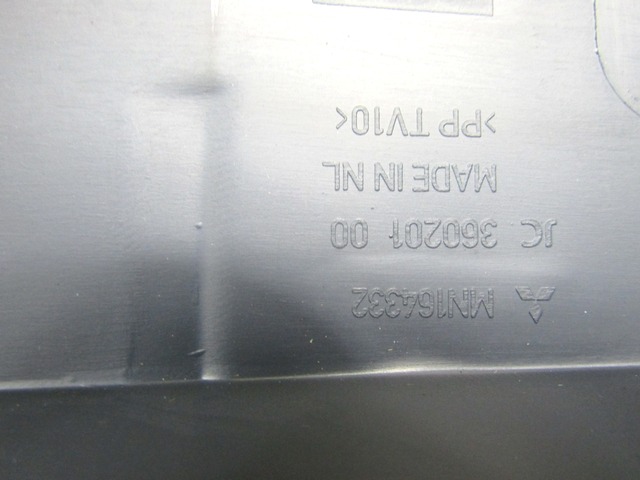 MN164332
JC 360201 00
MADE IN NL
>PP TV10<